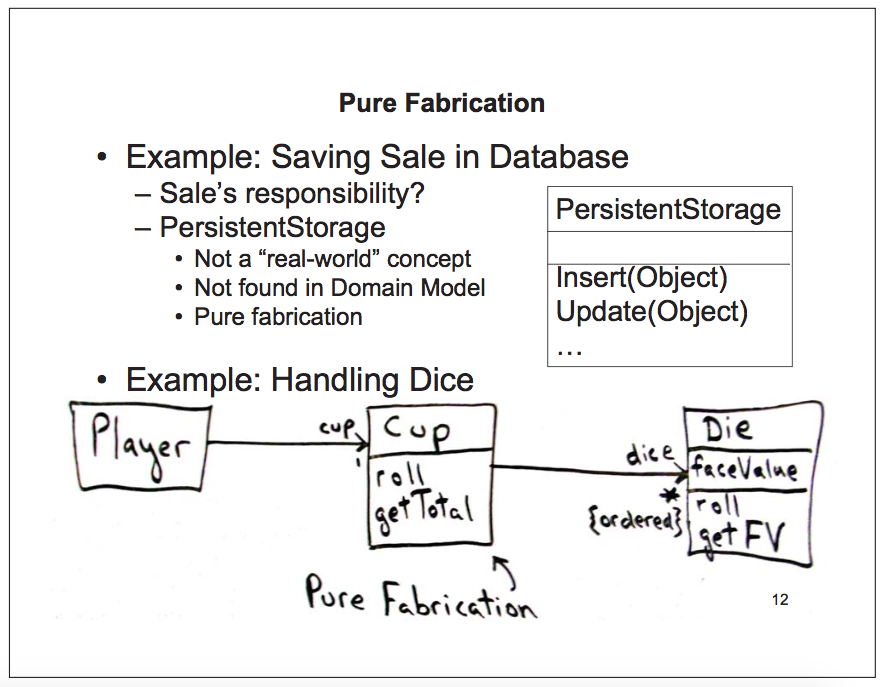 Pure Fabrication
• Example: Saving Sale in Database
– Sale’s responsibility?
– PersistentStorage
• Not a “real-world” concept
• Not found in Domain Model
• Pure fabrication
PersistentStorage
Insert(Object)
Update(Object)
…
• Example: Handling Dice
Player
cup
1
Cup
roll
getTotal
dice
*
{ordered}
Die
faceValue
roll
getFV
Pure Fabrication
12